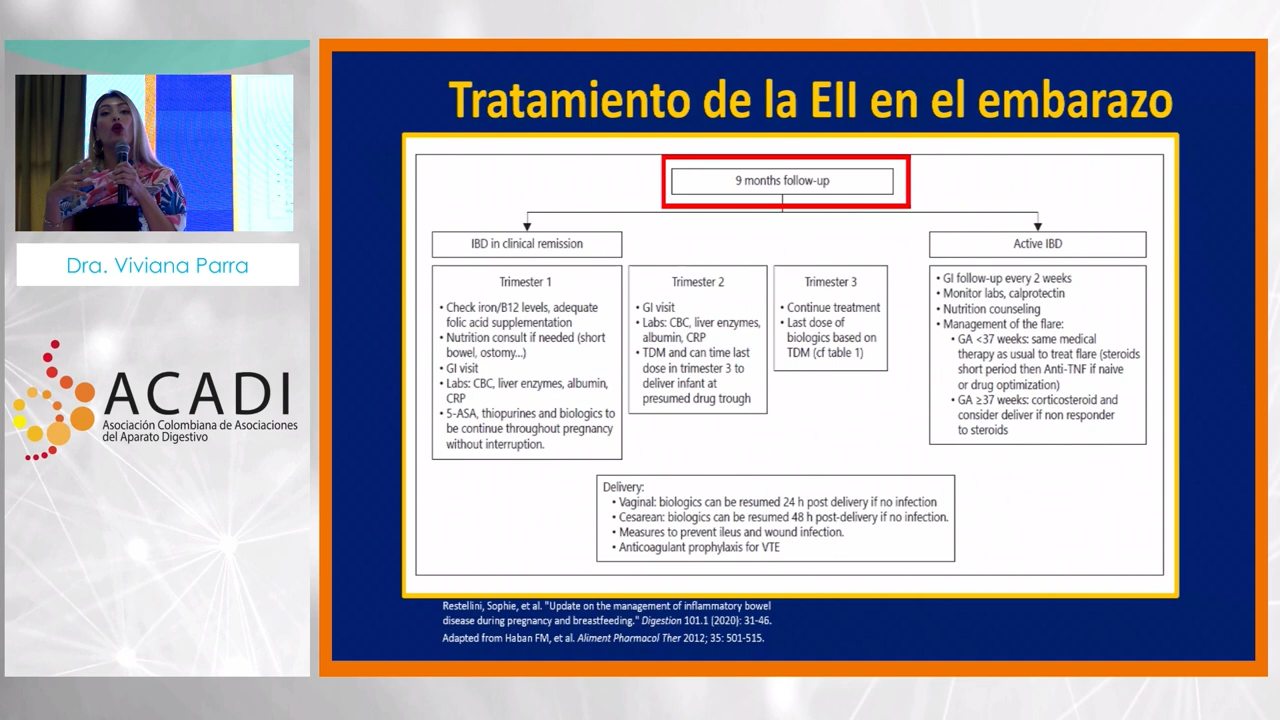 Tratamiento de la EII en el embarazo
9 months follow-up
IBD in clinical remission
Active IBD
Trimester 1
• Check iron/B12 levels, adequate
folic acid supplementation
• Nutrition consult if needed (short
bowel, ostomy...)
• GI visit
• Labs: CBC, liver enzymes, albumin,
CRP
• 5-ASA, thiopurines and biologics to
be continue throughout pregnancy
without interruption.
Trimester 2
• GI visit
• Labs: CBC, liver enzymes,
albumin, CRP
• TDM and can time last
dose in trimester 3 to
deliver infant at
presumed drug trough
Trimester 3
• Continue treatment
• Last dose of
biologics based on
TDM (cf table 1)
• GI follow-up every 2 weeks
• Monitor labs, calprotectin
• Nutrition counseling
• Management of the flare:
• GA <37 weeks: same medical
therapy as usual to treat flare (steroids
short period then Anti-TNF if naive
or drug optimization)
• GA ≥37 weeks: corticosteroid and
consider deliver if non responder
to steroids
Delivery:
• Vaginal: biologics can be resumed 24 h post delivery if no infection
• Cesarean: biologics can be resumed 48 h post-delivery if no infection.
• Measures to prevent ileus and wound infection.
• Anticoagulant prophylaxis for VTE
Restellini, Sophie, et al. "Update on the management of inflammatory bowel
disease during pregnancy and breastfeeding." Digestion 101.1 (2020): 31-46.
Adapted from Haban FM, et al. Aliment Pharmacol Ther 2012; 35: 501-515.
Dra. Viviana Parra
ACADI
Asociación Colombiana de Asociaciones
del Aparato Digestivo